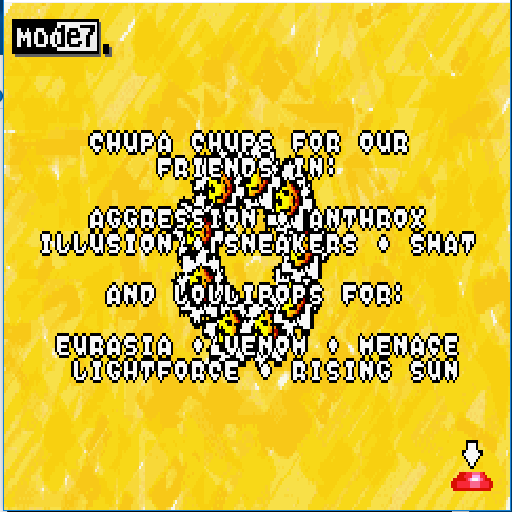 mode7.
CHUPA CHUPS FOR OUR
FRIENDS IN:
AGGRESSION • ANTHROX
ILLUSION • SNEAKERS • SWAT
AND LOLLIPOPS FOR:
EURASIA • VENOM • MENACE
LIGHTFORCE • RISING SUN